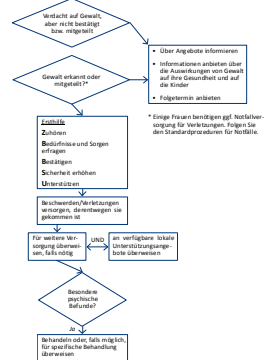 Verdacht auf Gewalt,
aber nicht bestätigt
bzw. mitgeteilt
• Über Angebote informieren
• Informationen anbieten über
die Auswirkungen von Gewalt
auf ihre Gesundheit und auf
die Kinder
• Folgetermin anbieten
Gewalt erkannt oder
mitgeteilt?*
* Einige Frauen benötigen ggf. Notfallver-
sorgung für Verletzungen. Folgen Sie
den Standardprozeduren für Notfälle.
Ersthilfe
Zuhören
Bedürfnisse und Sorgen
erfragen
Bestätigen
Sicherheit erhöhen
Unterstützen
Beschwerden/Verletzungen
versorgen, derentwegen sie
gekommen ist
Für weitere Ver-
sorgung überwei-
sen, falls nötig
UND
an verfügbare lokale
Unterstützungsange-
bote überweisen
Besondere
psychische
Befunde?
Ja
Behandeln oder, falls möglich,
für spezifische Behandlung
überweisen